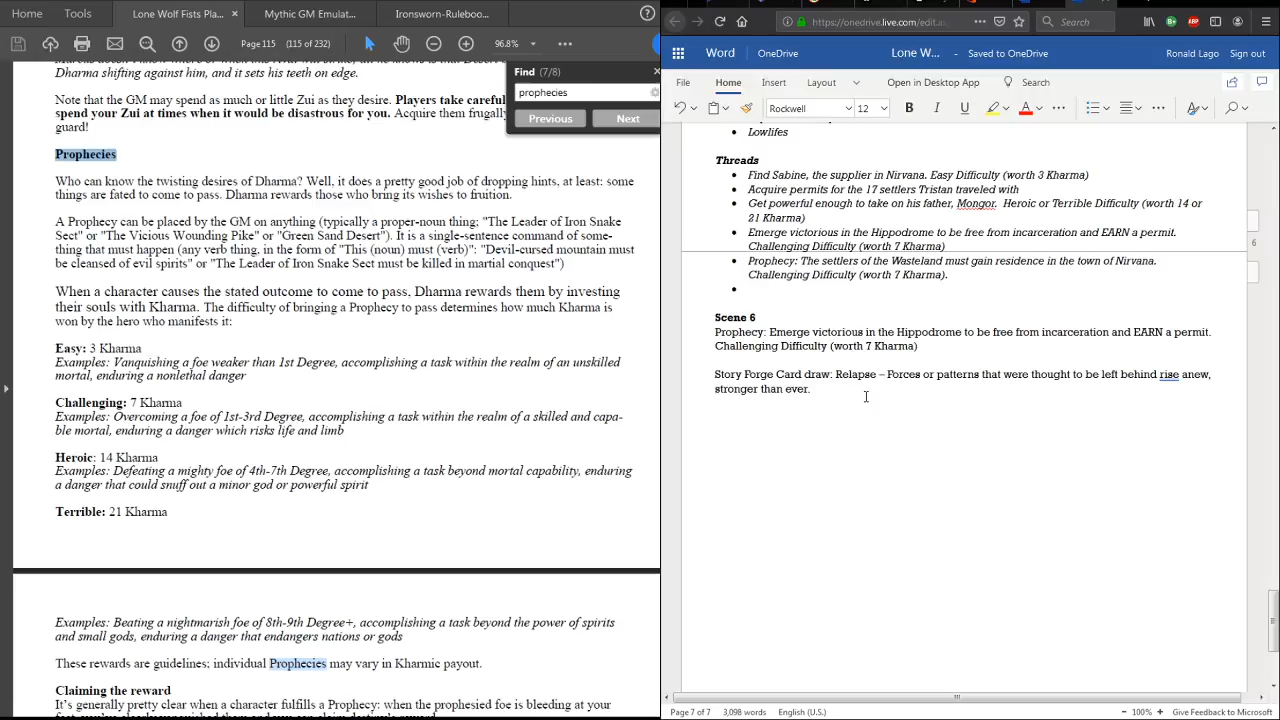 Home Tools Lone Wolf Fists Pla... × Mythic GM Emulat... Ironsworn-Ruleboo...
Page 115 (115 of 232) 96.8%
Dharma shifting against him, and it sets his teeth on edge.
Find (7/8)
prophecies
Previous Next
Note that the GM may spend as much or little Zui as they desire. Players take careful
spend your Zui at times when it would be disastrous for you. Acquire them frugally
guard!
Prophecies
Who can know the twisting desires of Dharma? Well, it does a pretty good job of dropping hints, at least: some
things are fated to come to pass. Dharma rewards those who bring its wishes to fruition.
A Prophecy can be placed by the GM on anything (typically a proper-noun thing; "The Leader of Iron Snake
Sect" or "The Vicious Wounding Pike" or "Green Sand Desert"). It is a single-sentence command of some-
thing that must happen (any verb thing, in the form of "This (noun) must (verb)": "Devil-cursed mountain must
be cleansed of evil spirits" or "The Leader of Iron Snake Sect must be killed in martial conquest")
When a character causes the stated outcome to come to pass, Dharma rewards them by investing
their souls with Kharma. The difficulty of bringing a Prophecy to pass determines how much Kharma is
won by the hero who manifests it:
Easy: 3 Kharma
Examples: Vanquishing a foe weaker than 1st Degree, accomplishing a task within the realm of an unskilled
mortal, enduring a nonlethal danger
Challenging: 7 Kharma
Examples: Overcoming a foe of 1st-3rd Degree, accomplishing a task within the realm of a skilled and capa-
ble mortal, enduring a danger which risks life and limb
Heroic: 14 Kharma
Examples: Defeating a mighty foe of 4th-7th Degree, accomplishing a task beyond mortal capability, enduring
a danger that could snuff out a minor god or powerful spirit
Terrible: 21 Kharma
Examples: Beating a nightmarish foe of 8th-9th Degree+, accomplishing a task beyond the power of spirits
and small gods, enduring a danger that endangers nations or gods
These rewards are guidelines; individual Prophecies may vary in Kharmic payout.
Claiming the reward
It's generally pretty clear when a character fulfills a Prophecy: when the prophesied foe is bleeding at your
https://onedrive.live.com/edit.as Search
Word OneDrive Lone W... – Saved to OneDrive Ronald Lago Sign out
File Home Insert Layout Open in Desktop App Search
Rockwell 12 B A
• Lowlifes
Threads
• Find Sabine, the supplier in Nirvana. Easy Difficulty (worth 3 Kharma)
• Acquire permits for the 17 settlers Tristan traveled with
• Get powerful enough to take on his father, Mongor. Heroic or Terrible Difficulty (worth 14 or
21 Kharma)
• Emerge victorious in the Hippodrome to be free from incarceration and EARN a permit.
Challenging Difficulty (worth 7 Kharma)
6
• Prophecy: The settlers of the Wasteland must gain residence in the town of Nirvana.
Challenging Difficulty (worth 7 Kharma).
•
Scene 6
Prophecy: Emerge victorious in the Hippodrome to be free from incarceration and EARN a permit.
Challenging Difficulty (worth 7 Kharma)
Story Forge Card draw: Relapse – Forces or patterns that were thought to be left behind rise anew,
stronger than ever.
Page 7 of 7 3,098 words English (U.S.) − 100% + Give Feedback to Microsoft